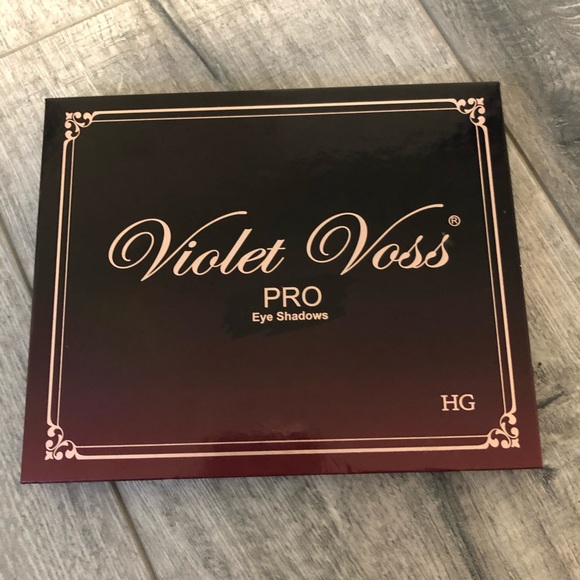 Violet Voss®
PRO
Eye Shadows
HG